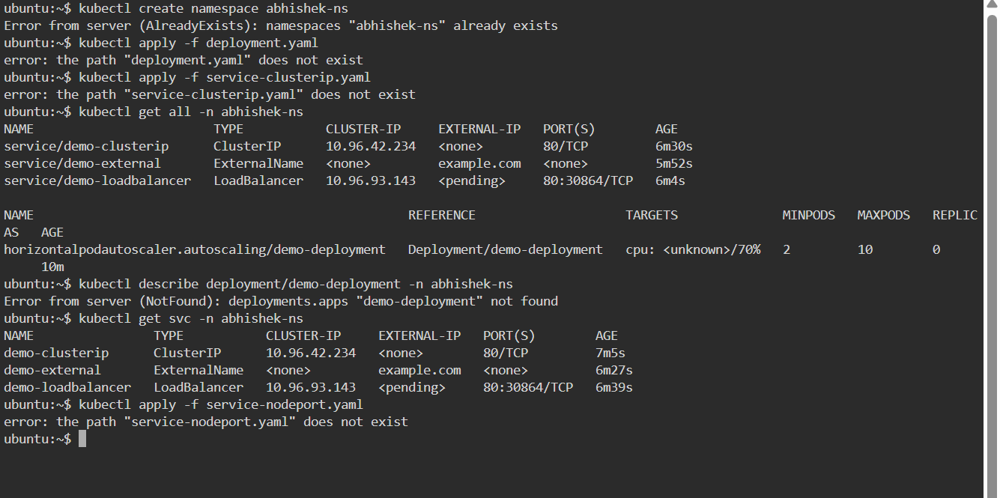 ubuntu:~$ kubectl create namespace abhishek-ns
Error from server (AlreadyExists): namespaces "abhishek-ns" already exists
ubuntu:~$ kubectl apply -f deployment.yaml
error: the path "deployment.yaml" does not exist
ubuntu:~$ kubectl apply -f service-clusterip.yaml
error: the path "service-clusterip.yaml" does not exist
ubuntu:~$ kubectl get all -n abhishek-ns
NAME                        TYPE           CLUSTER-IP     EXTERNAL-IP   PORT(S)        AGE
service/demo-clusterip      ClusterIP      10.96.42.234   <none>        80/TCP         6m30s
service/demo-external       ExternalName   <none>         example.com   <none>         5m52s
service/demo-loadbalancer   LoadBalancer   10.96.93.143   <pending>     80:30864/TCP   6m4s

NAME                                                  REFERENCE                    TARGETS              MINPODS   MAXPODS   REPLIC
AS   AGE
horizontalpodautoscaler.autoscaling/demo-deployment   Deployment/demo-deployment   cpu: <unknown>/70%   2         10        0
     10m
ubuntu:~$ kubectl describe deployment/demo-deployment -n abhishek-ns
Error from server (NotFound): deployments.apps "demo-deployment" not found
ubuntu:~$ kubectl get svc -n abhishek-ns
NAME                TYPE           CLUSTER-IP     EXTERNAL-IP   PORT(S)        AGE
demo-clusterip      ClusterIP      10.96.42.234   <none>        80/TCP         7m5s
demo-external       ExternalName   <none>         example.com   <none>         6m27s
demo-loadbalancer   LoadBalancer   10.96.93.143   <pending>     80:30864/TCP   6m39s
ubuntu:~$ kubectl apply -f service-nodeport.yaml
error: the path "service-nodeport.yaml" does not exist
ubuntu:~$